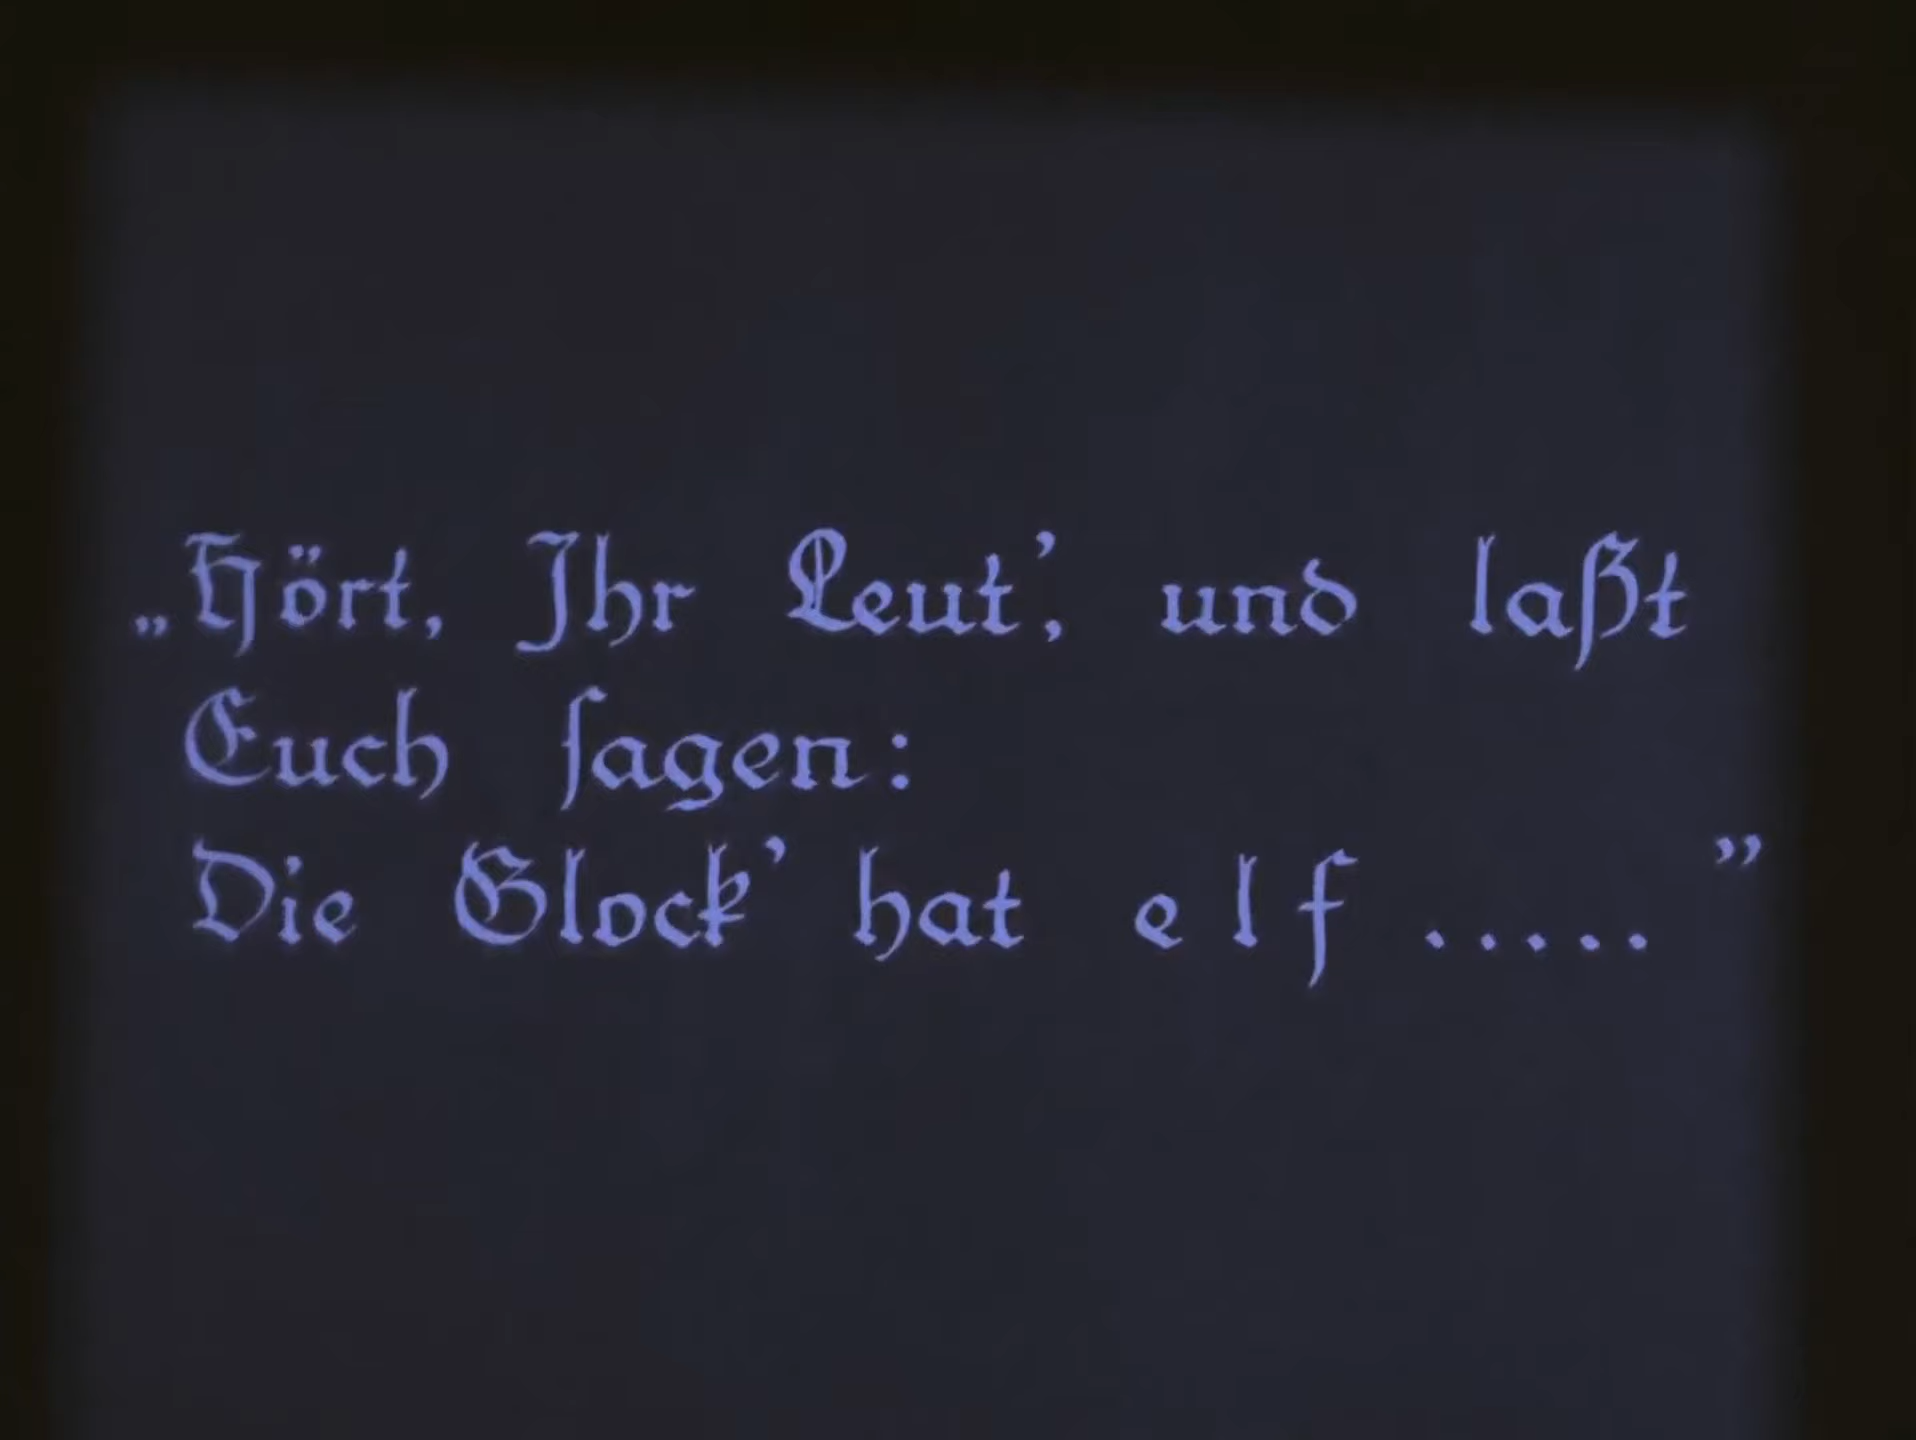 „Hört, Ihr Leut', und laßt
Euch ſagen:
Die Glock' hat elf ....."